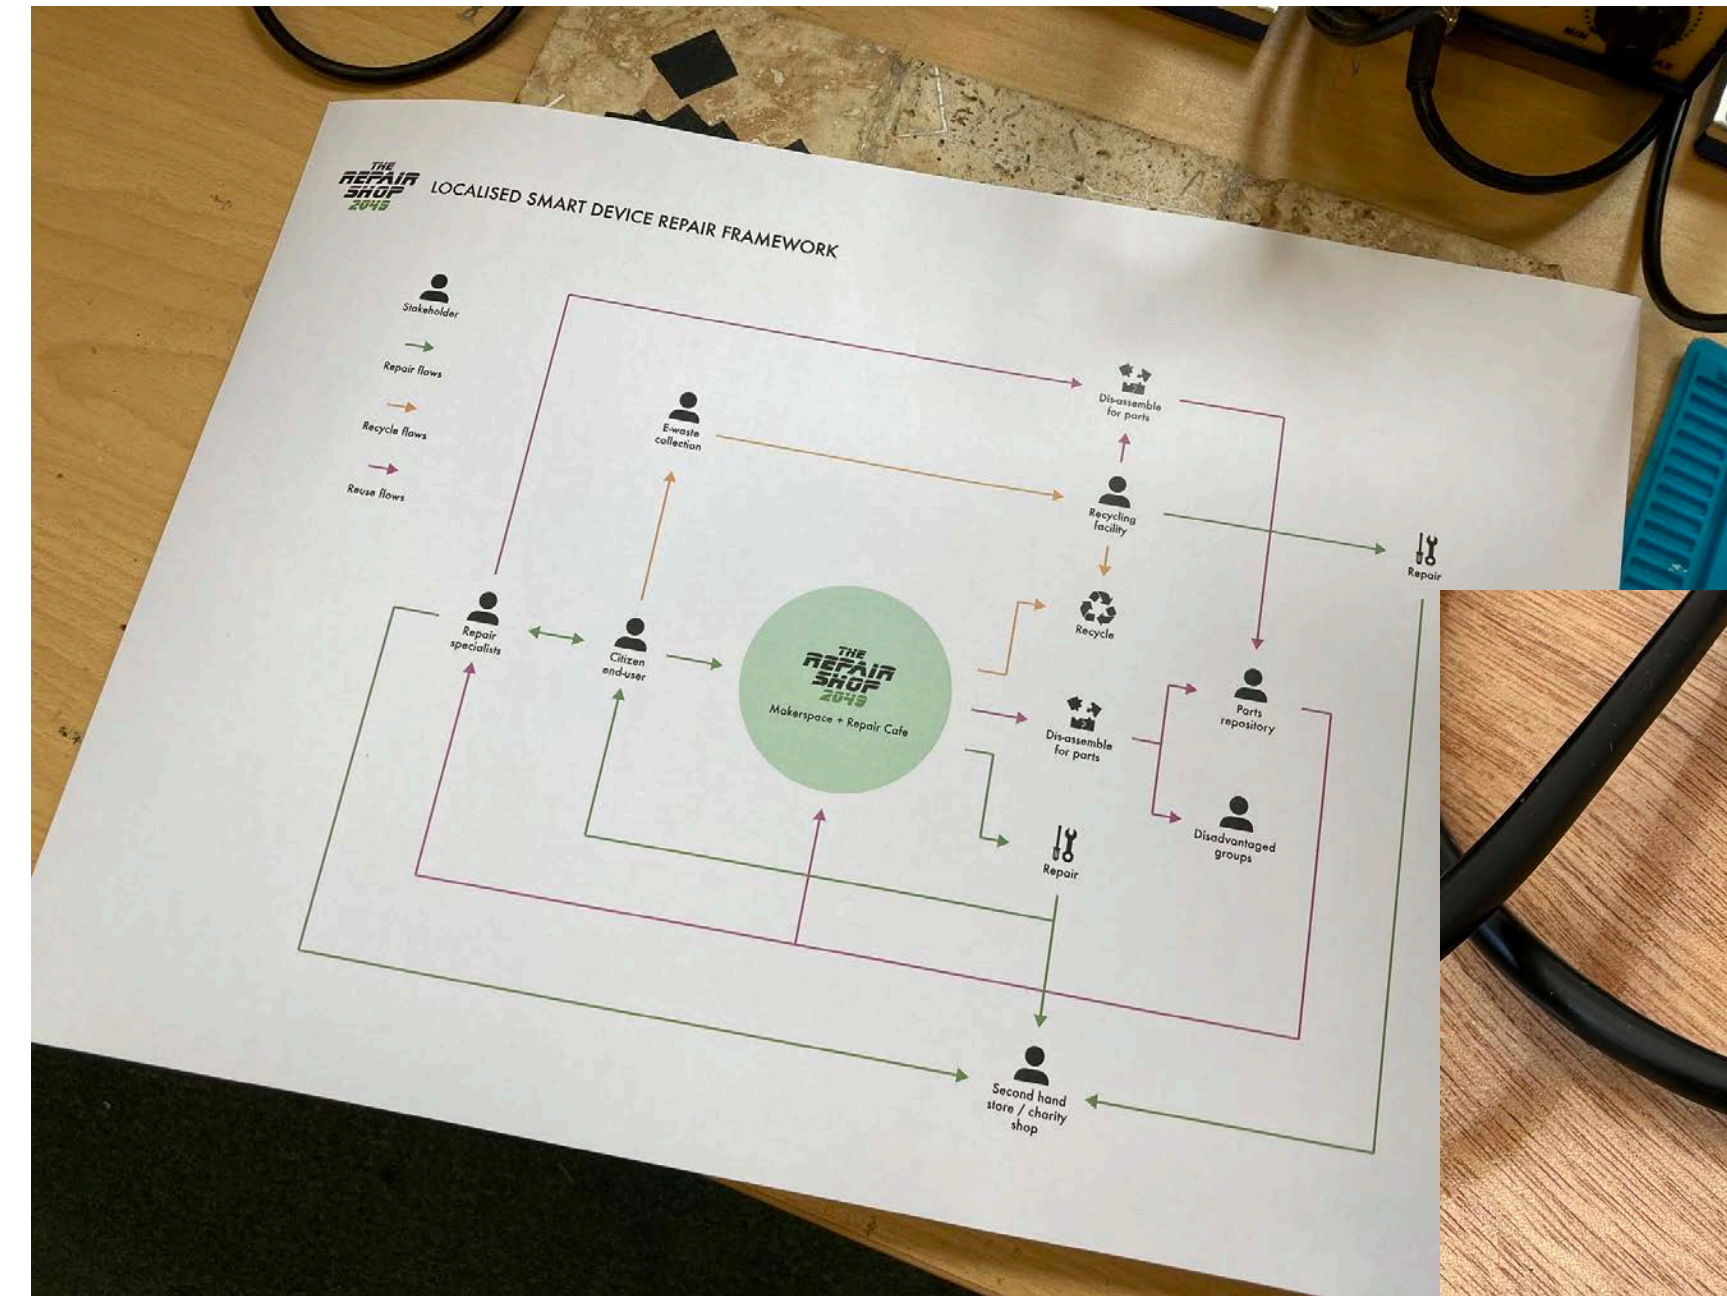 THE
REPAIR
SHOP
2049
LOCALISED SMART DEVICE REPAIR FRAMEWORK
Stakeholder
Repair flows
Recycle flows
Reuse flows
E-waste
collection
Dis-assemble
for parts
Recycling
facility
Repair
Recycle
Repair
specialists
Citizen
end-user
THE
REPAIR
SHOP
2049
Makerspace + Repair Cafe
Dis-assemble
for parts
Parts
repository
Disadvantaged
groups
Repair
Second hand
store / charity
shop
MIN